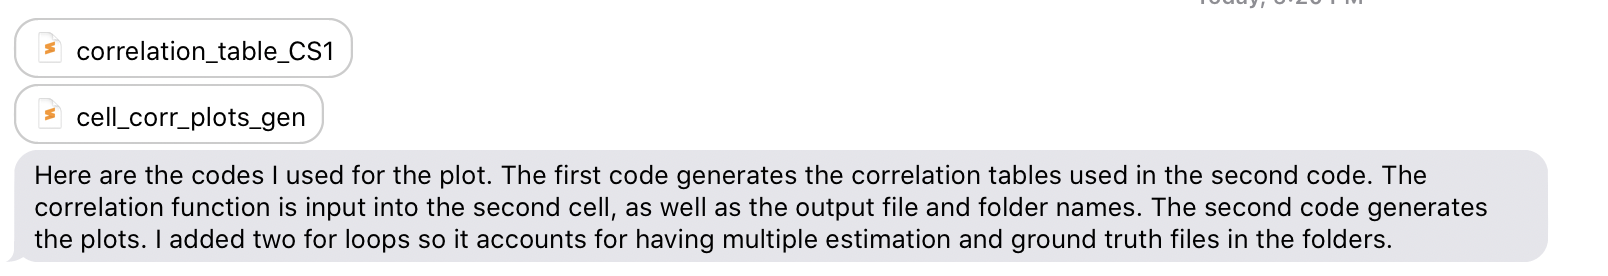 correlation_table_CS1
cell_corr_plots_gen
Here are the codes I used for the plot. The first code generates the correlation tables used in the second code. The
correlation function is input into the second cell, as well as the output file and folder names. The second code generates
the plots. I added two for loops so it accounts for having multiple estimation and ground truth files in the folders.